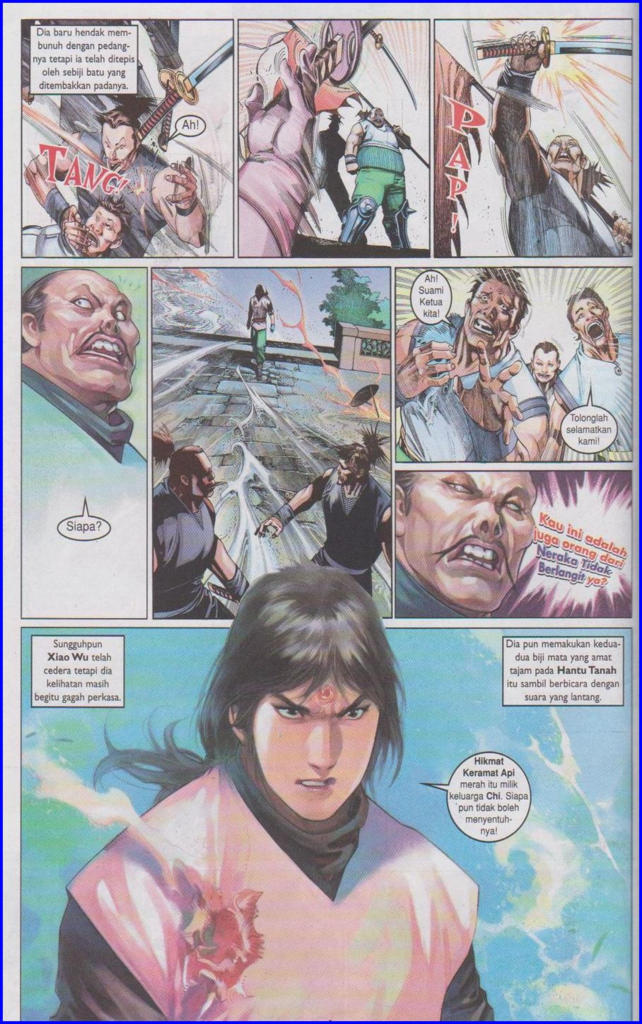 Dia baru hendak mem-
bunuh dengan pedang-
nya tetapi ia telah ditepis
oleh sebiji batu yang
ditembakkan padanya.
Ah!
TANG!
PAP!
Siapa?
Ah!
Suami
Ketua
kita!
Tolonglah
selamatkan
kami!
Kau ini adalah
juga orang dari
Neraka Tidak
Berlangit ya?
Sungguhpun
Xiao Wu telah
cedera tetapi dia
kelihatan masih
begitu gagah perkasa.
Dia pun memakukan kedua-
dua biji mata yang amat
tajam pada Hantu Tanah
itu sambil berbicara dengan
suara yang lantang.
Hikmat
Keramat Api
merah itu milik
keluarga Chi. Siapa
pun tidak boleh
menyentuh-
nya!